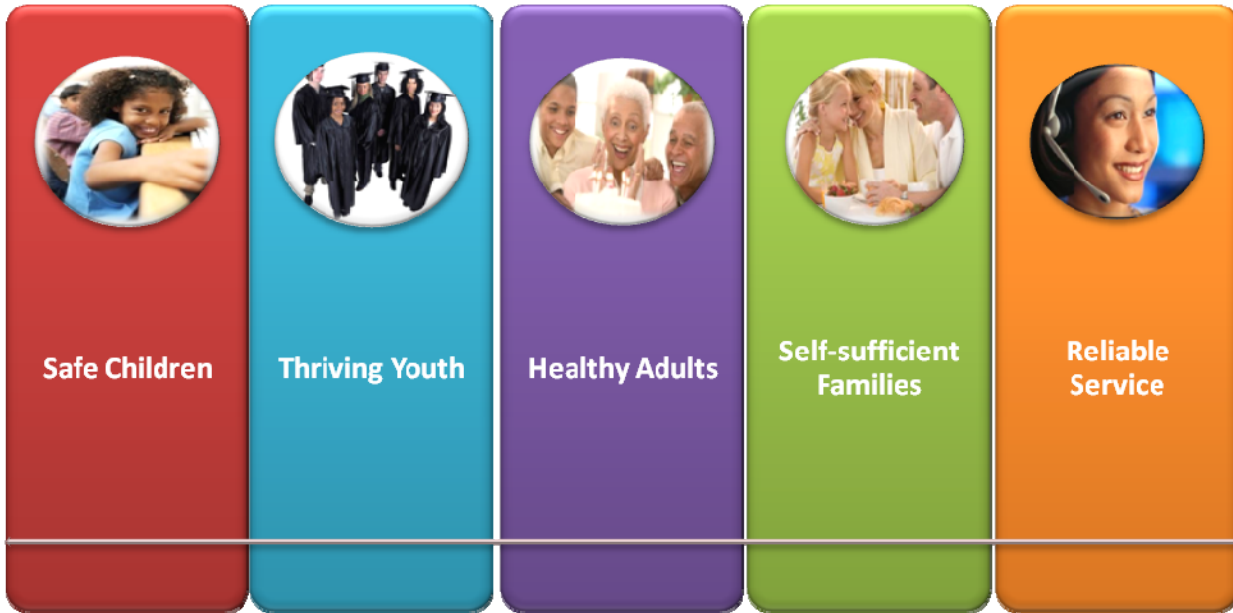 Safe Children
Thriving Youth
Healthy Adults
Self-sufficient
Families
Reliable
Service